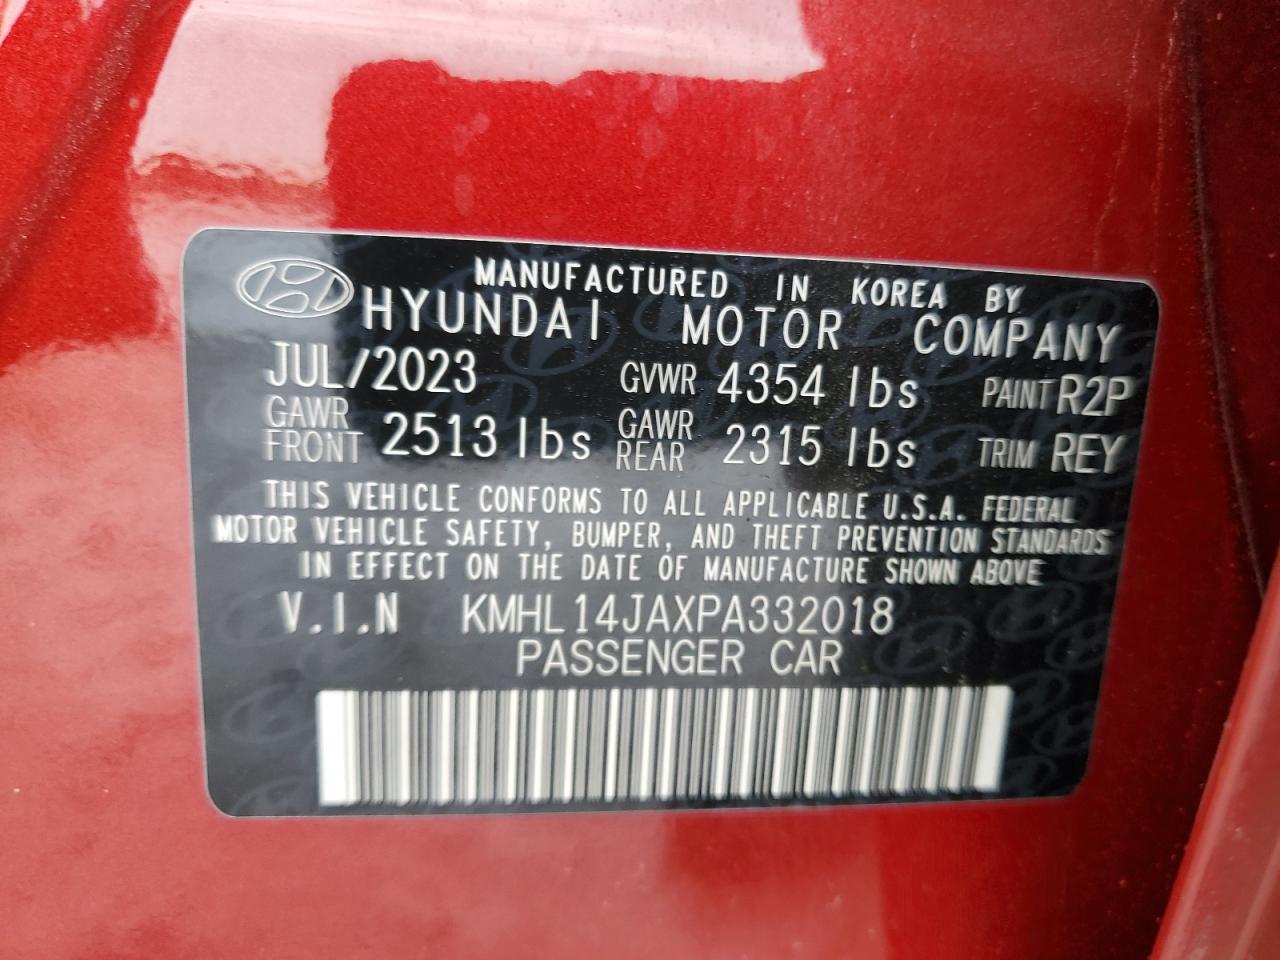 MANUFACTURED IN KOREA BY
HYUNDAI MOTOR COMPANY
JUL/2023 GVWR 4354 lbs PAINT R2P
GAWR FRONT 2513 lbs GAWR REAR 2315 lbs TRIM REY
THIS VEHICLE CONFORMS TO ALL APPLICABLE U.S.A. FEDERAL
MOTOR VEHICLE SAFETY, BUMPER, AND THEFT PREVENTION STANDARDS
IN EFFECT ON THE DATE OF MANUFACTURE SHOWN ABOVE
V.I.N KMHL14JAXPA332018
PASSENGER CAR